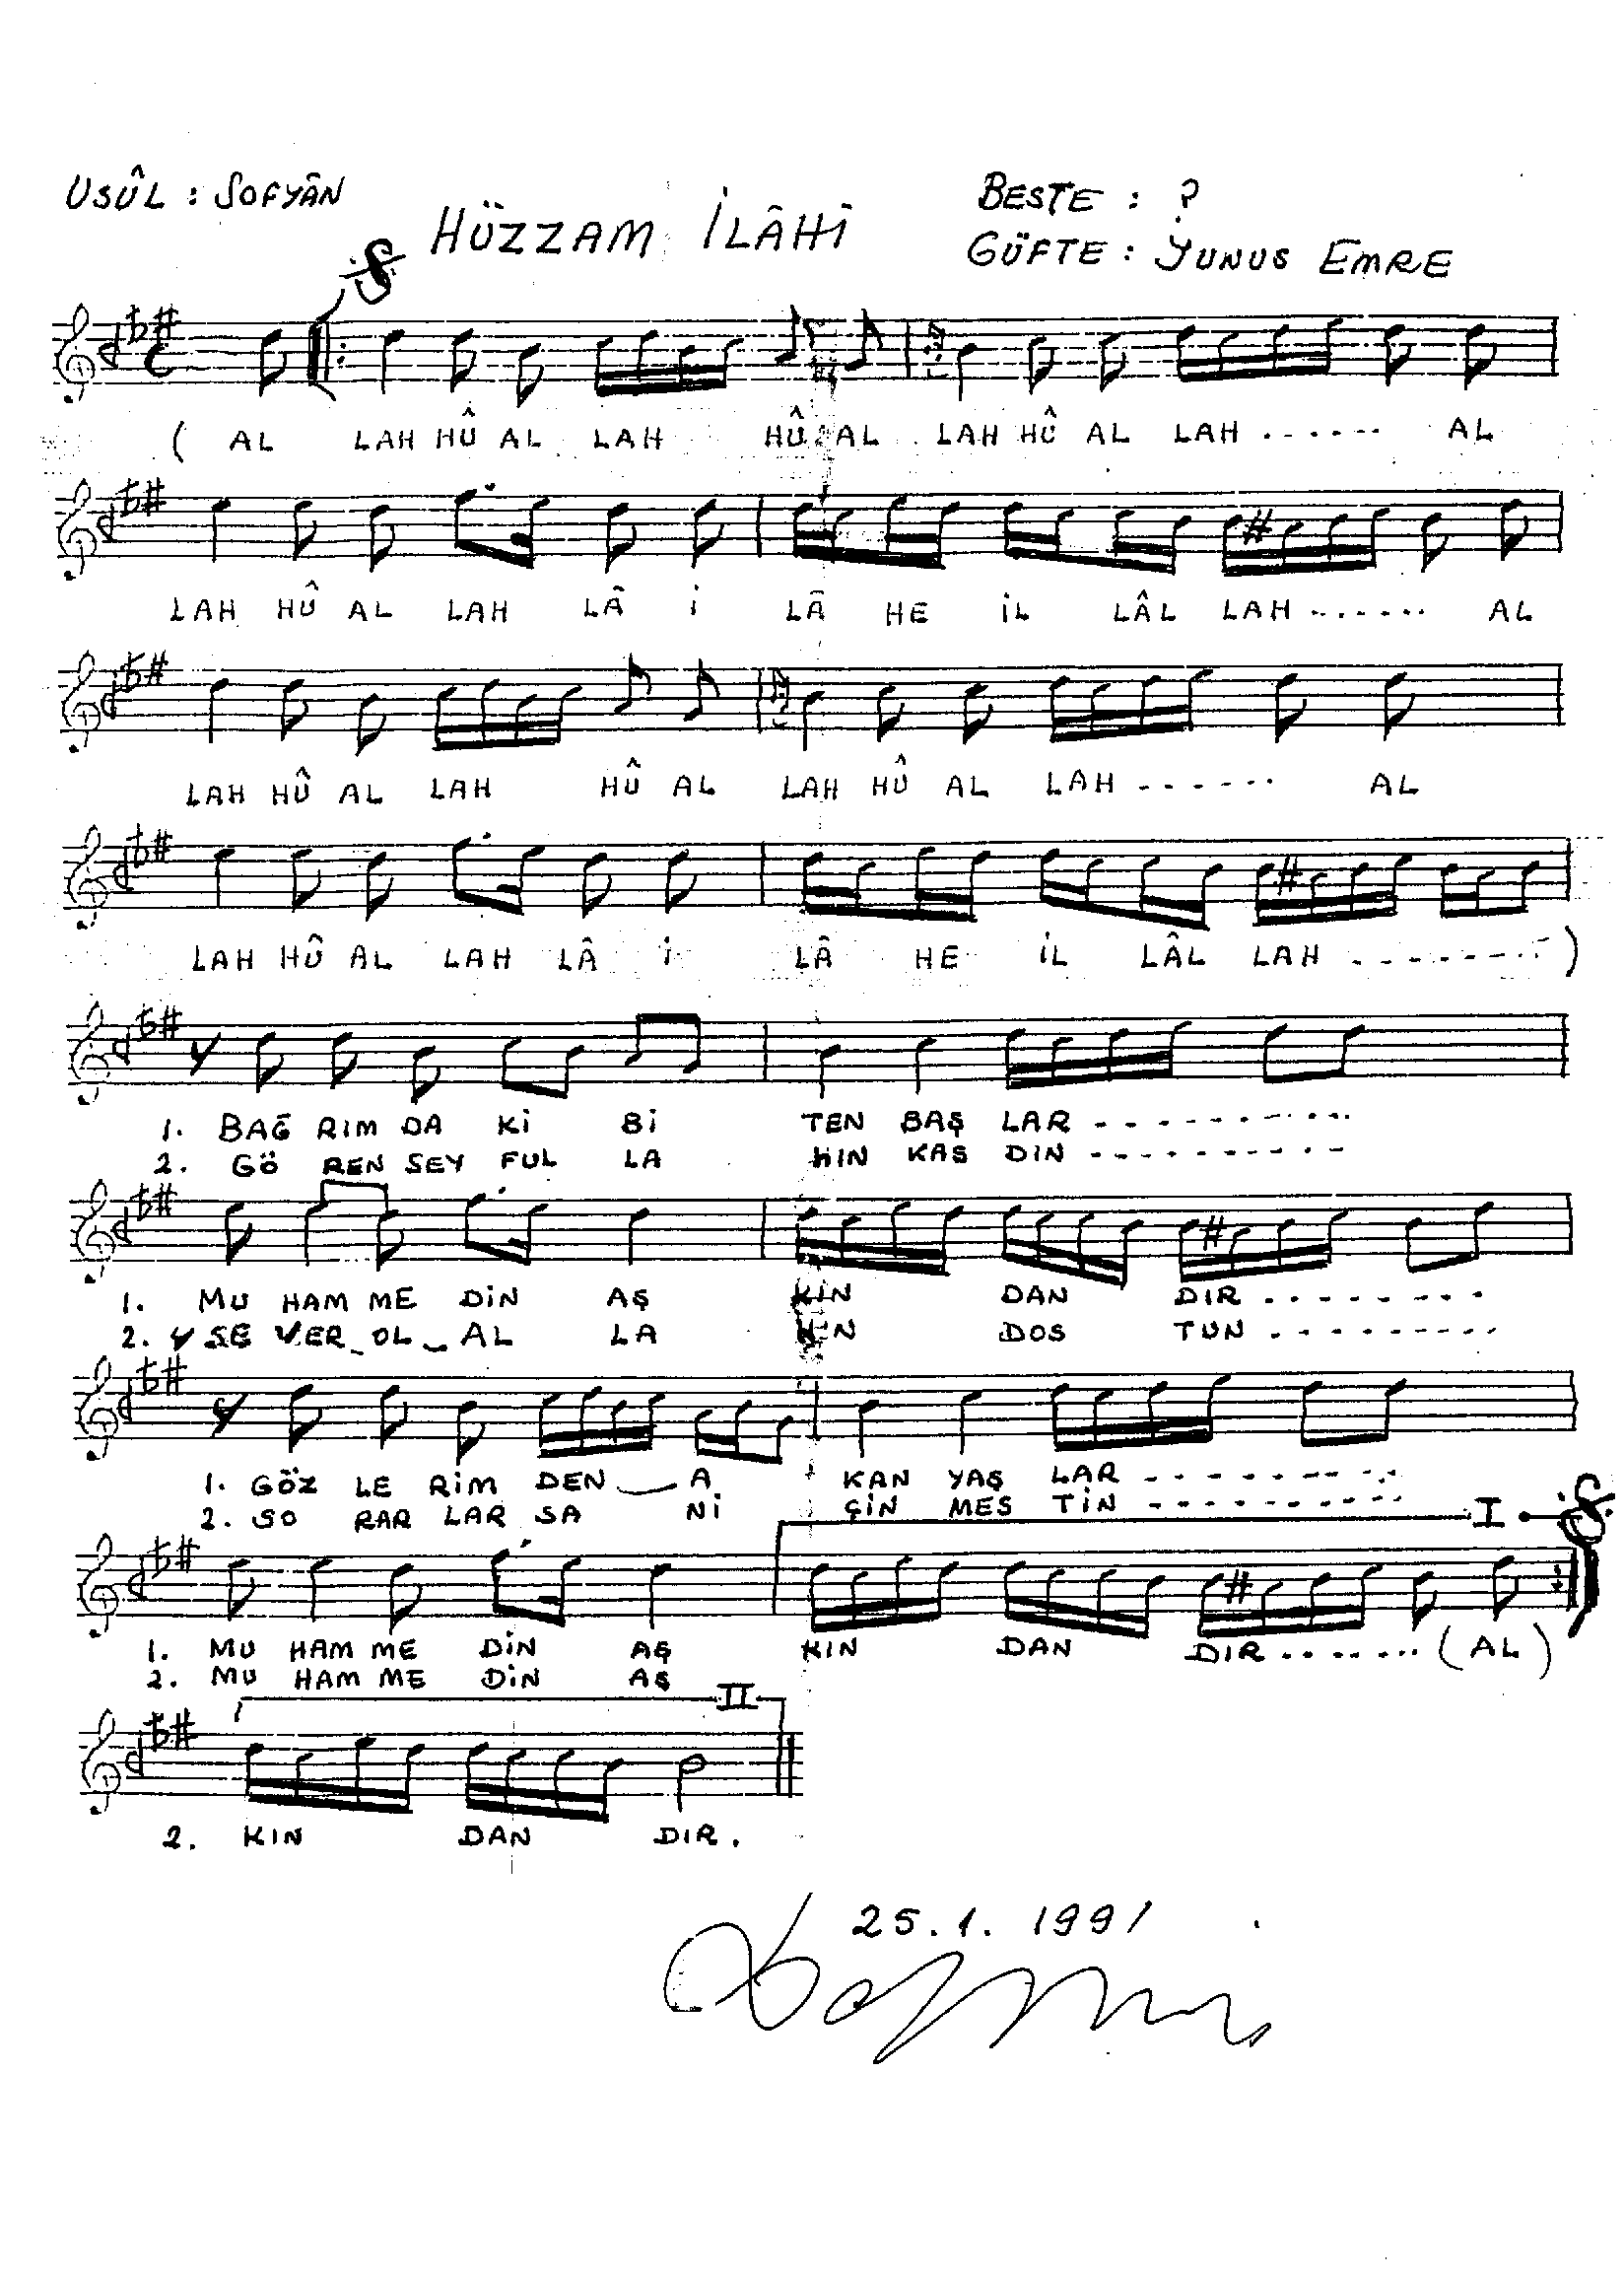 USÛL : SOFYÂN
HÜZZAM İLÂHİ
BESTE : ?
GÜFTE : YUNUS EMRE
( AL LAH HÛ AL LAH HÛ AL LAH HÛ AL LAH ...... AL
LAH HÛ AL LAH LÂ İ LÂ HE İL LÂL LAH ....... AL
LAH HÛ AL LAH HÛ AL LAH HÛ AL LAH ...... AL
LAH HÛ AL LAH LÂ İ LÂ HE İL LÂL LAH ......... )
1. BAĞ RIM DA Kİ Bİ TEN BAŞ LAR ...........
2. GÖ REN SEY FUL LA HIN KAS DIN ...........
1. MU HAM ME DİN AŞ KIN DAN DIR .........
2. SE VER OL AL LA HIN DOS TUN ..........
1. GÖZ LE RİM DEN A KAN YAŞ LAR ..........
2. SO RAR LAR SA Nİ ÇİN MES TİN ..........
I
1. MU HAM ME DİN AŞ KIN DAN DIR ....... (AL)
2. MU HAM ME DİN AŞ
II
2. KIN DAN DIR.
25.1.1991